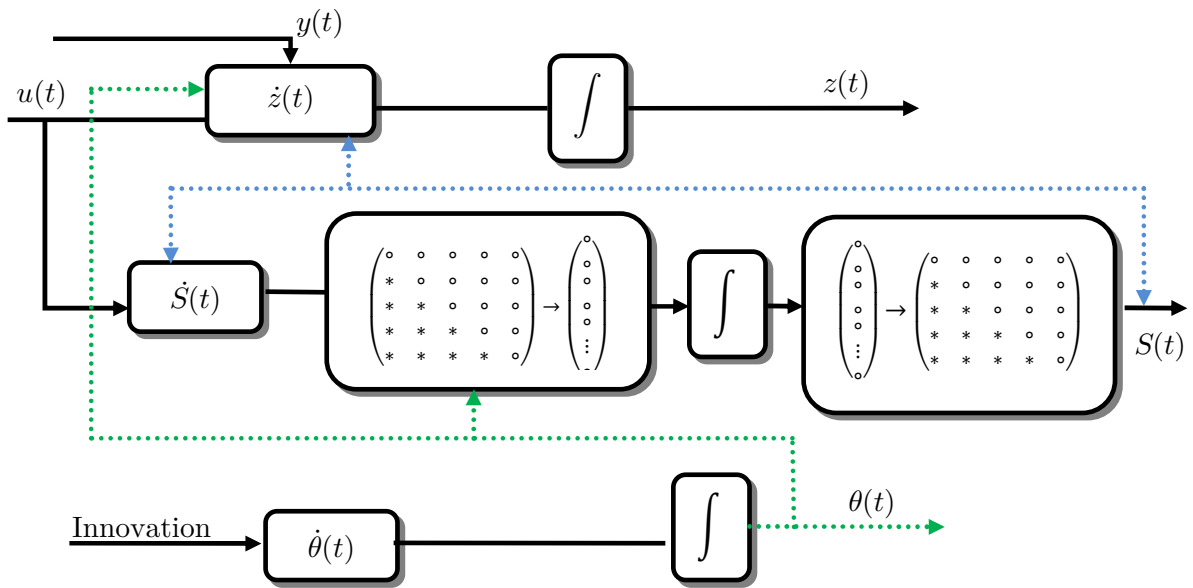 y(t)
u(t)
ż(t)
∫
z(t)
Ṡ(t)
∘ ∘ ∘ ∘ ∘
* ∘ ∘ ∘ ∘
* * ∘ ∘ ∘
* * * ∘ ∘
* * * * ∘
→
∘
∘
∘
∘
∘
⋮
∘
∫
∘
∘
∘
∘
∘
⋮
∘
→
∘ ∘ ∘ ∘ ∘
* ∘ ∘ ∘ ∘
* * ∘ ∘ ∘
* * * ∘ ∘
* * * * ∘
S(t)
Innovation
θ̇(t)
∫
θ(t)